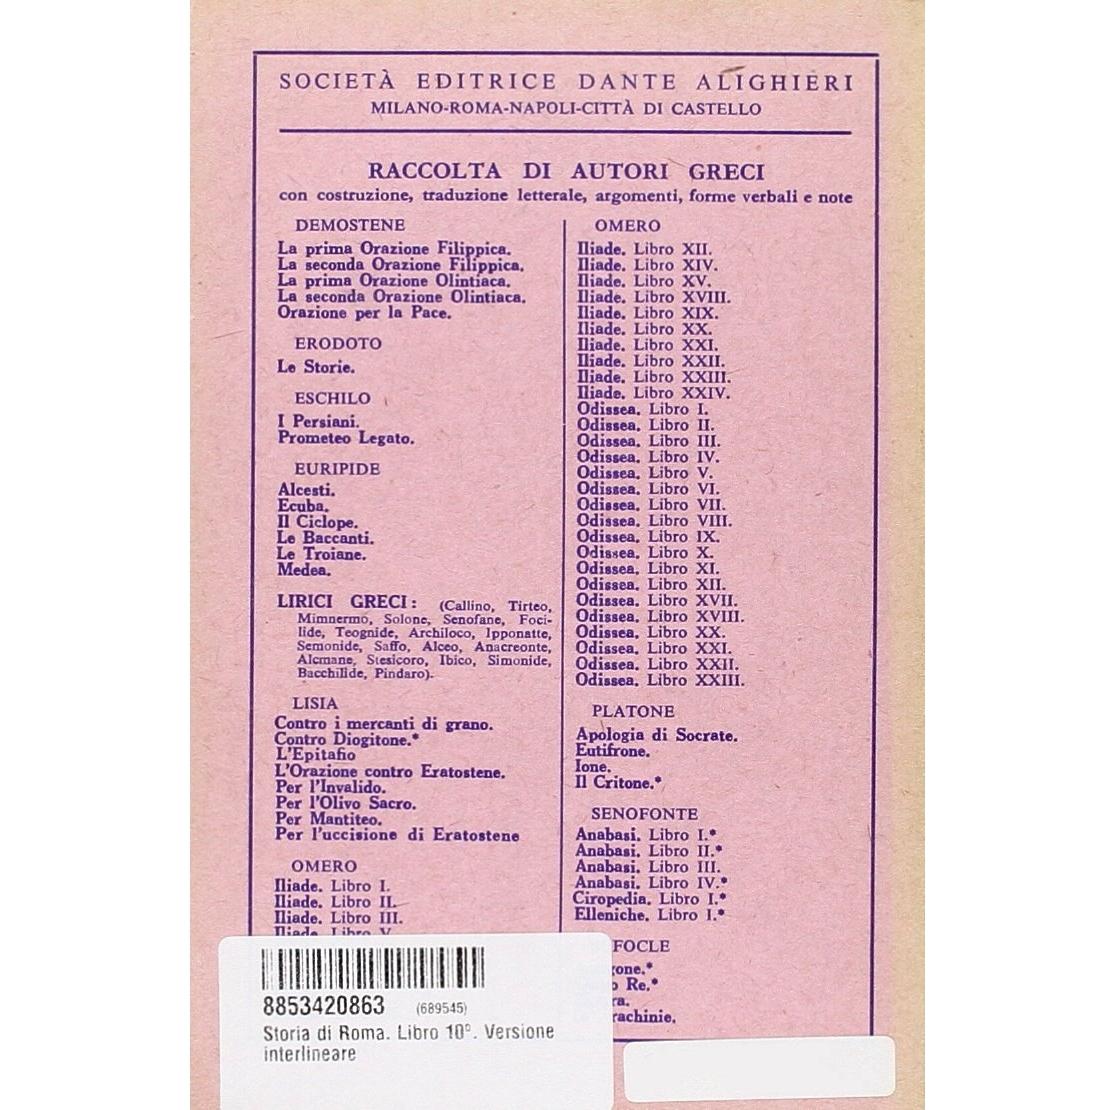 SOCIETÀ EDITRICE DANTE ALIGHIERI
MILANO-ROMA-NAPOLI-CITTÀ DI CASTELLO
RACCOLTA DI AUTORI GRECI
con costruzione, traduzione letterale, argomenti, forme verbali e note
DEMOSTENE
La prima Orazione Filippica.
La seconda Orazione Filippica.
La prima Orazione Olintiaca.
La seconda Orazione Olintiaca.
Orazione per la Pace.
ERODOTO
Le Storie.
ESCHILO
I Persiani.
Prometeo Legato.
EURIPIDE
Alcesti.
Ecuba.
Il Ciclope.
Le Baccanti.
Le Troiane.
Medea.
LIRICI GRECI: (Callino, Tirteo,
Mimnermo, Solone, Senofane, Foci-
lide, Teognide, Archiloco, Ipponatte,
Semonide, Saffo, Alceo, Anacreonte,
Alcmane, Stesicoro, Ibico, Simonide,
Bacchilide, Pindaro).
LISIA
Contro i mercanti di grano.
Contro Diogitone.*
L'Epitafio
L'Orazione contro Eratostene.
Per l'Invalido.
Per l'Olivo Sacro.
Per Mantiteo.
Per l'uccisione di Eratostene
OMERO
Iliade. Libro I.
Iliade. Libro II.
Iliade. Libro III.
Iliade. Libro V
OMERO
Iliade. Libro XII.
Iliade. Libro XIV.
Iliade. Libro XV.
Iliade. Libro XVIII.
Iliade. Libro XIX.
Iliade. Libro XX.
Iliade. Libro XXI.
Iliade. Libro XXII.
Iliade. Libro XXIII.
Iliade. Libro XXIV.
Odissea. Libro I.
Odissea. Libro II.
Odissea. Libro III.
Odissea. Libro IV.
Odissea. Libro V.
Odissea. Libro VI.
Odissea. Libro VII.
Odissea. Libro VIII.
Odissea. Libro IX.
Odissea. Libro X.
Odissea. Libro XI.
Odissea. Libro XII.
Odissea. Libro XVII.
Odissea. Libro XVIII.
Odissea. Libro XX.
Odissea. Libro XXI.
Odissea. Libro XXII.
Odissea. Libro XXIII.
PLATONE
Apologia di Socrate.
Eutifrone.
Ione.
Il Critone.*
SENOFONTE
Anabasi. Libro I.*
Anabasi. Libro II.*
Anabasi. Libro III.
Anabasi. Libro IV.*
Ciropedia. Libro I.*
Elleniche. Libro I.*
FOCLE
gone.*
o Re.*
ra.
rachinie.
8853420863 (689545)
Storia di Roma. Libro 10°. Versione
interlineare